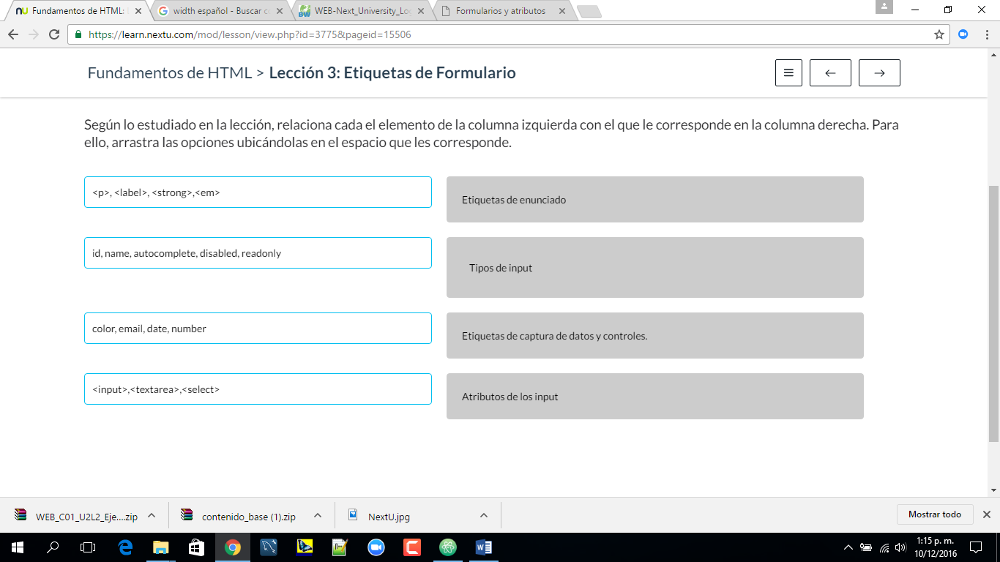 Fundamentos de HTML:
width español - Buscar
WEB-Next_University_Lo
Formularios y atributos
https://learn.nextu.com/mod/lesson/view.php?id=3775&pageid=15506
Fundamentos de HTML > Lección 3: Etiquetas de Formulario
Según lo estudiado en la lección, relaciona cada el elemento de la columna izquierda con el que le corresponde en la columna derecha. Para
ello, arrastra las opciones ubicándolas en el espacio que les corresponde.
<p>, <label>, <strong>,<em>
Etiquetas de enunciado
id, name, autocomplete, disabled, readonly
Tipos de input
color, email, date, number
Etiquetas de captura de datos y controles.
<input>,<textarea>,<select>
Atributos de los input
WEB_C01_U2L2_Eje....zip
contenido_base (1).zip
NextU.jpg
Mostrar todo
1:15 p. m.
10/12/2016